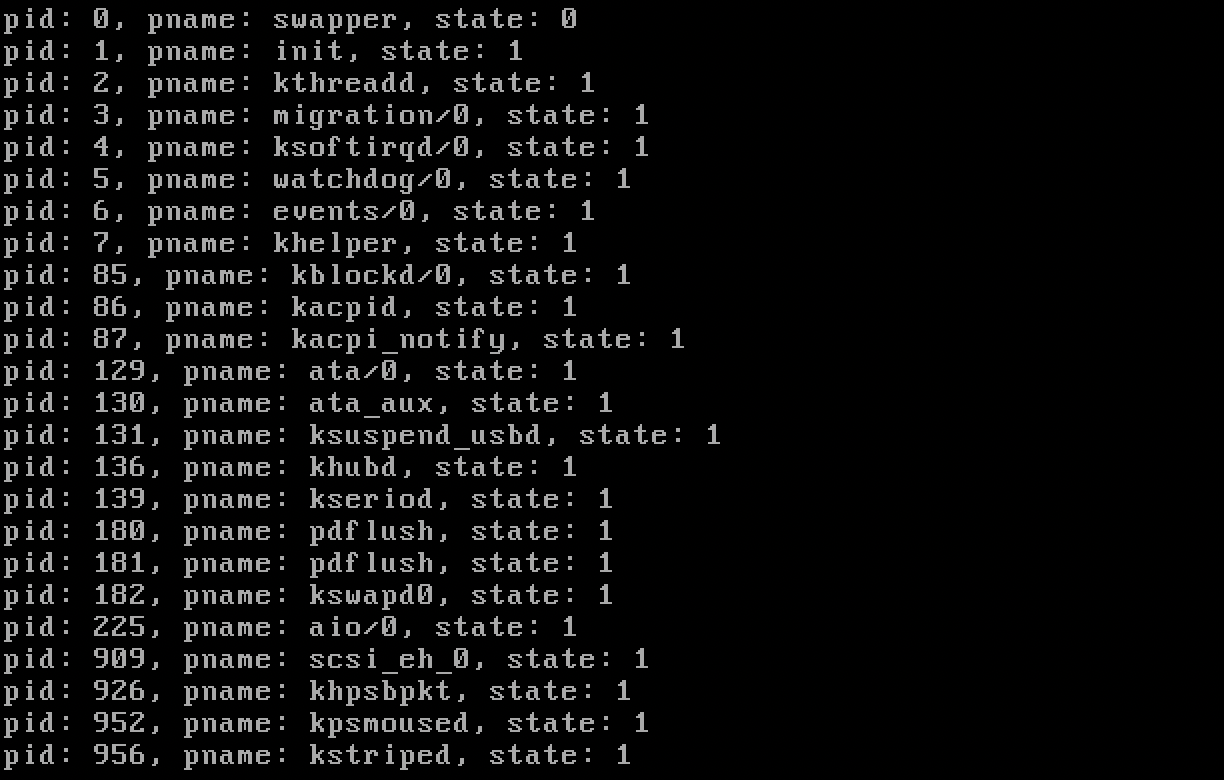 pid: 0, pname: swapper, state: 0
pid: 1, pname: init, state: 1
pid: 2, pname: kthreadd, state: 1
pid: 3, pname: migration/0, state: 1
pid: 4, pname: ksoftirqd/0, state: 1
pid: 5, pname: watchdog/0, state: 1
pid: 6, pname: events/0, state: 1
pid: 7, pname: khelper, state: 1
pid: 85, pname: kblockd/0, state: 1
pid: 86, pname: kacpid, state: 1
pid: 87, pname: kacpi_notify, state: 1
pid: 129, pname: ata/0, state: 1
pid: 130, pname: ata_aux, state: 1
pid: 131, pname: ksuspend_usbd, state: 1
pid: 136, pname: khubd, state: 1
pid: 139, pname: kseriod, state: 1
pid: 180, pname: pdflush, state: 1
pid: 181, pname: pdflush, state: 1
pid: 182, pname: kswapd0, state: 1
pid: 225, pname: aio/0, state: 1
pid: 909, pname: scsi_eh_0, state: 1
pid: 926, pname: khpsbpkt, state: 1
pid: 952, pname: kpsmoused, state: 1
pid: 956, pname: kstriped, state: 1